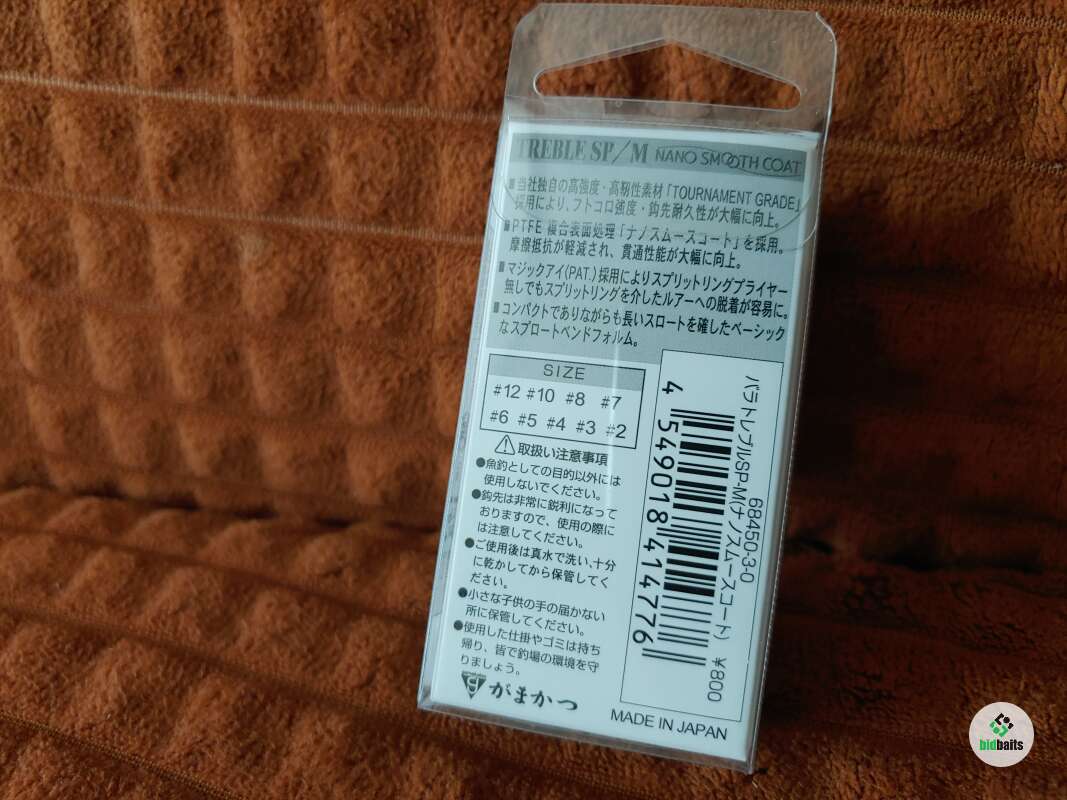 TREBLE SP/M NANO SMOOTH COAT
■当社独自の高強度・高靭性素材「TOURNAMENT GRADE」
採用により、フトコロ強度・鈎先耐久性が大幅に向上。
■PTFE 複合表面処理「ナノスムースコート」を採用。
摩擦抵抗が軽減され、貫通性能が大幅に向上。
■マジックアイ(PAT.)採用によりスプリットリングプライヤー
無しでもスプリットリングを介したルアーへの脱着が容易に。
■コンパクトでありながらも長いスロートを確したベーシック
なスプロートベンドフォルム。
SIZE
#12 #10 #8 #7
#6 #5 #4 #3 #2
取扱い注意事項
●魚釣としての目的以外には
使用しないでください。
●鈎先は非常に鋭利になって
おりますので、使用の際に
は注意してください。
●ご使用後は真水で洗い、十分
に乾かしてから保管してく
ださい。
●小さな子供の手の届かない
所に保管してください。
●使用した仕掛やゴミは持ち
帰り、皆で釣場の環境を守
りましょう。
がまかつ
68450-3-0
バラトレブルSP-M(ナノスムースコート) ¥800
4 549018 414776
MADE IN JAPAN
bidbaits